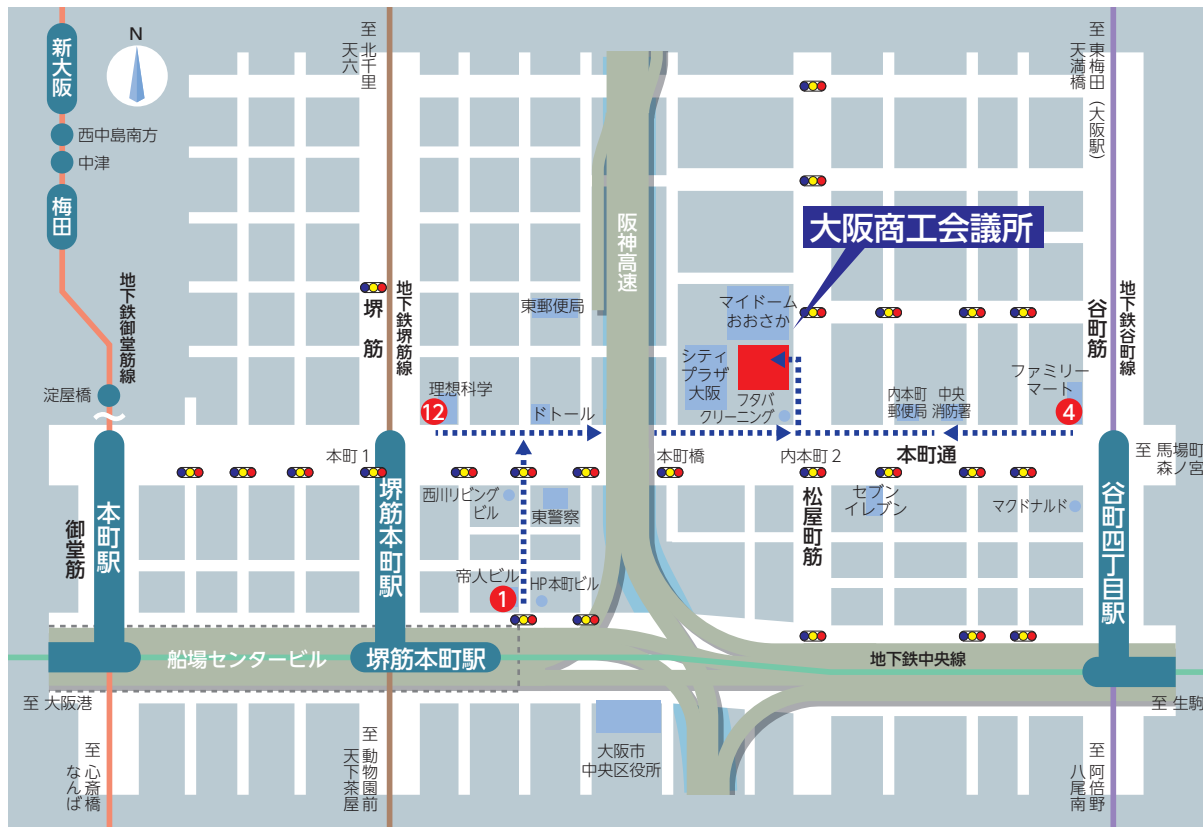 新大阪
N
西中島南方
中津
梅田
地下鉄御堂筋線
淀屋橋
本町駅
御堂筋
至 北千里
天六
堺筋
地下鉄堺筋線
阪神高速
東郵便局
理想科学
12
ドトール
大阪商工会議所
マイドーム
おおさか
シティ
プラザ
大阪
フタバ
クリーニング
内本町
郵便局
中央
消防署
至 東梅田(大阪駅)
天満橋
谷町筋
地下鉄谷町線
ファミリー
マート
4
本町1
堺筋本町駅
西川リビング
ビル
東警察
本町橋
内本町2
本町通
至 馬場町
森ノ宮
松屋町筋
セブン
イレブン
マクドナルド
谷町四丁目駅
帝人ビル
1
HP本町ビル
船場センタービル
堺筋本町駅
地下鉄中央線
至 大阪港
至 生駒
至 心斎橋
なんば
至 動物園前
天下茶屋
大阪市
中央区役所
至 阿倍野
八尾南